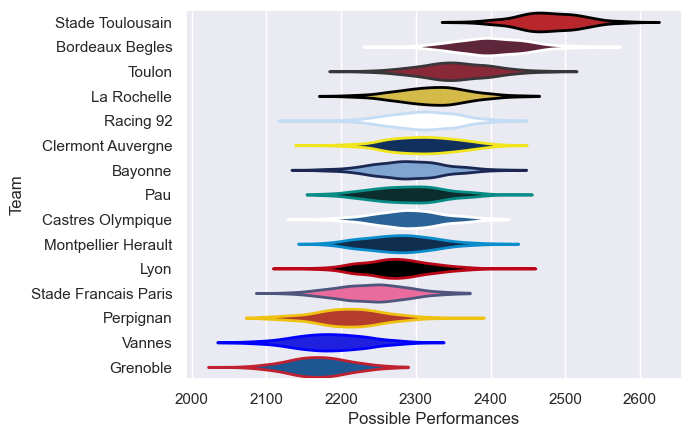 Stade Toulousain
Bordeaux Begles
Toulon
La Rochelle
Racing 92
Clermont Auvergne
Bayonne
Pau
Castres Olympique
Montpellier Herault
Lyon
Stade Francais Paris
Perpignan
Vannes
Grenoble
Team
2000 2100 2200 2300 2400 2500 2600
Possible Performances